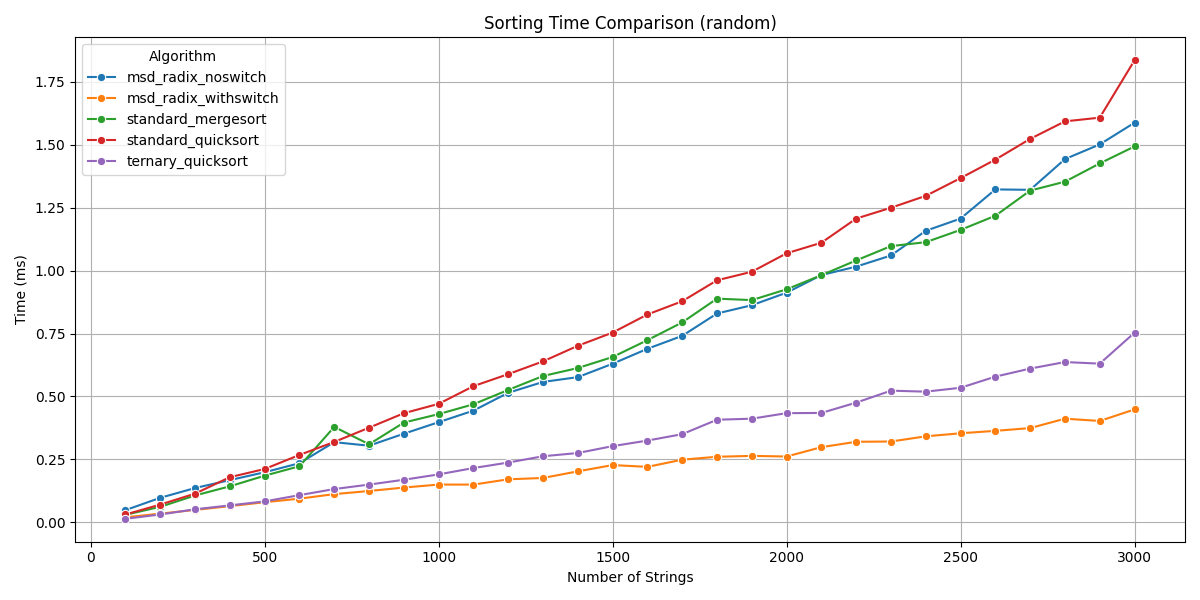 Sorting Time Comparison (random)
Algorithm
msd_radix_noswitch
msd_radix_withswitch
standard_mergesort
standard_quicksort
ternary_quicksort
Time (ms)
1.75
1.50
1.25
1.00
0.75
0.50
0.25
0.00
0 500 1000 1500 2000 2500 3000
Number of Strings